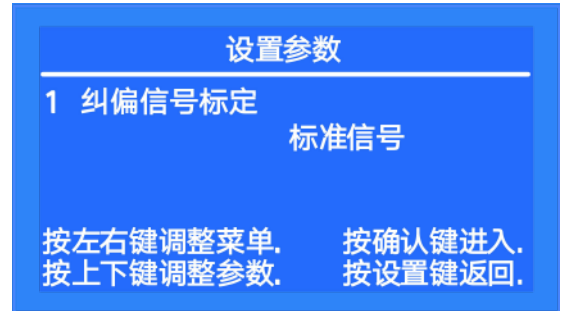 设置参数
1 纠偏信号标定
标准信号
按左右键调整菜单. 按确认键进入.
按上下键调整参数. 按设置键返回.